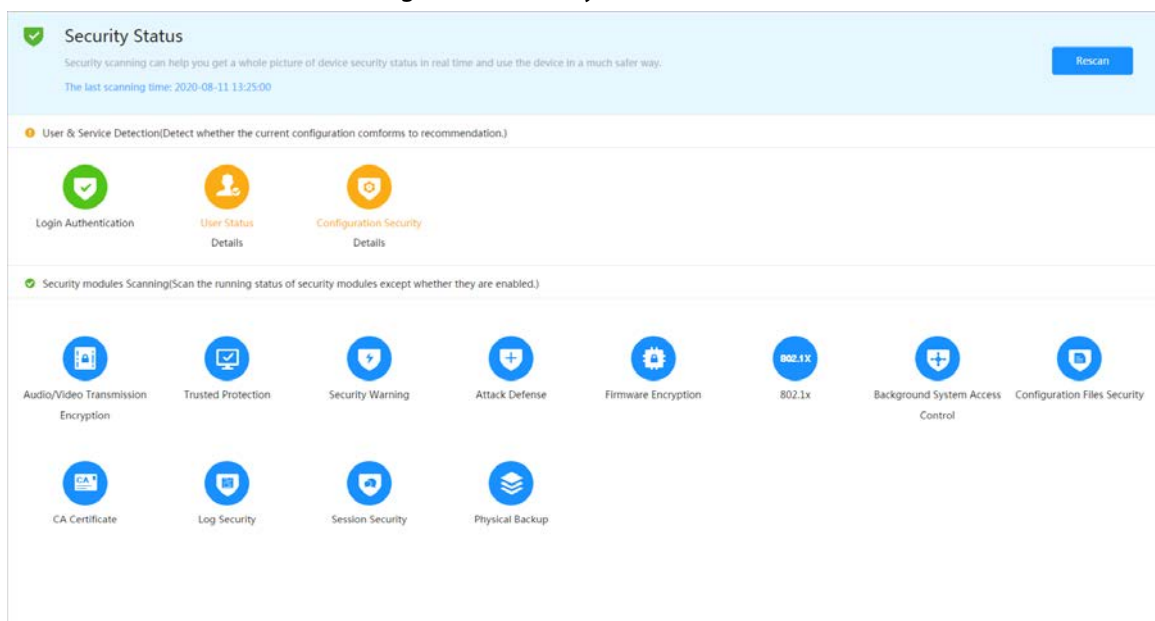 Security Status
Security scanning can help you get a whole picture of device security status in real time and use the device in a much safer way.
Rescan
The last scanning time: 2020-08-11 13:25:00
User & Service Detection(Detect whether the current configuration comforms to recommendation.)
Login Authentication
User Status
Configuration Security
Details
Details
Security modules Scanning(Scan the running status of security modules except whether they are enabled.)
802.1X
Audio/Video Transmission
Encryption
Trusted Protection
Security Warning
Attack Defense
Firmware Encryption
802.1x
Background System Access
Control
Configuration Files Security
CA
CA Certificate
Log Security
Session Security
Physical Backup